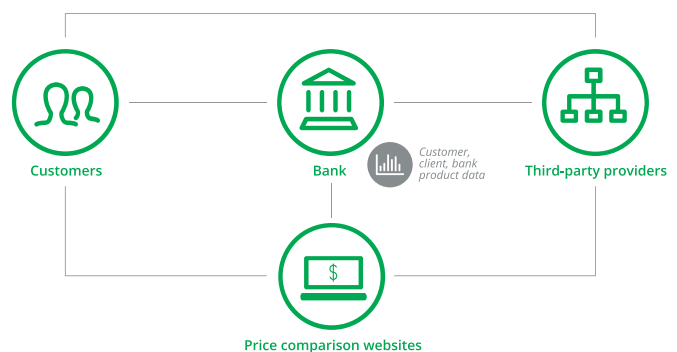 Customers
Bank
Customer,
client, bank
product data
Third-party providers
$
Price comparison websites